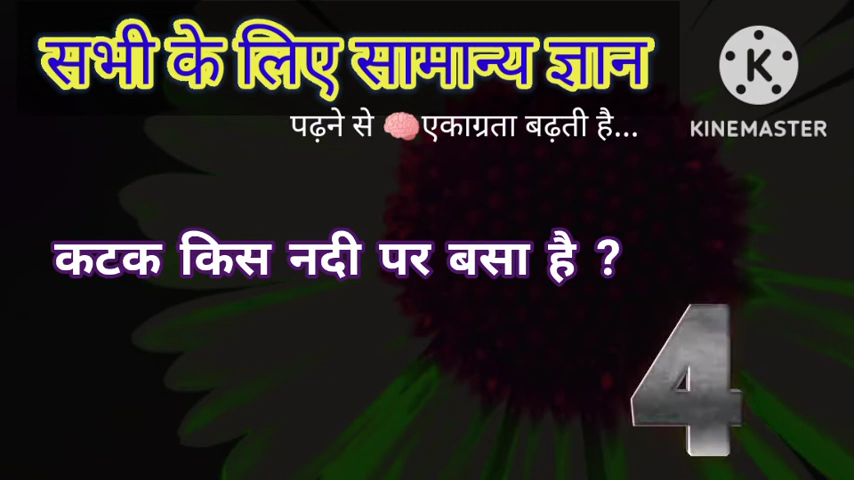 सभी के लिए सामान्य ज्ञान
K
KINEMASTER
पढ़ने से 🧠एकाग्रता बढ़ती है...
कटक किस नदी पर बसा है ?
4